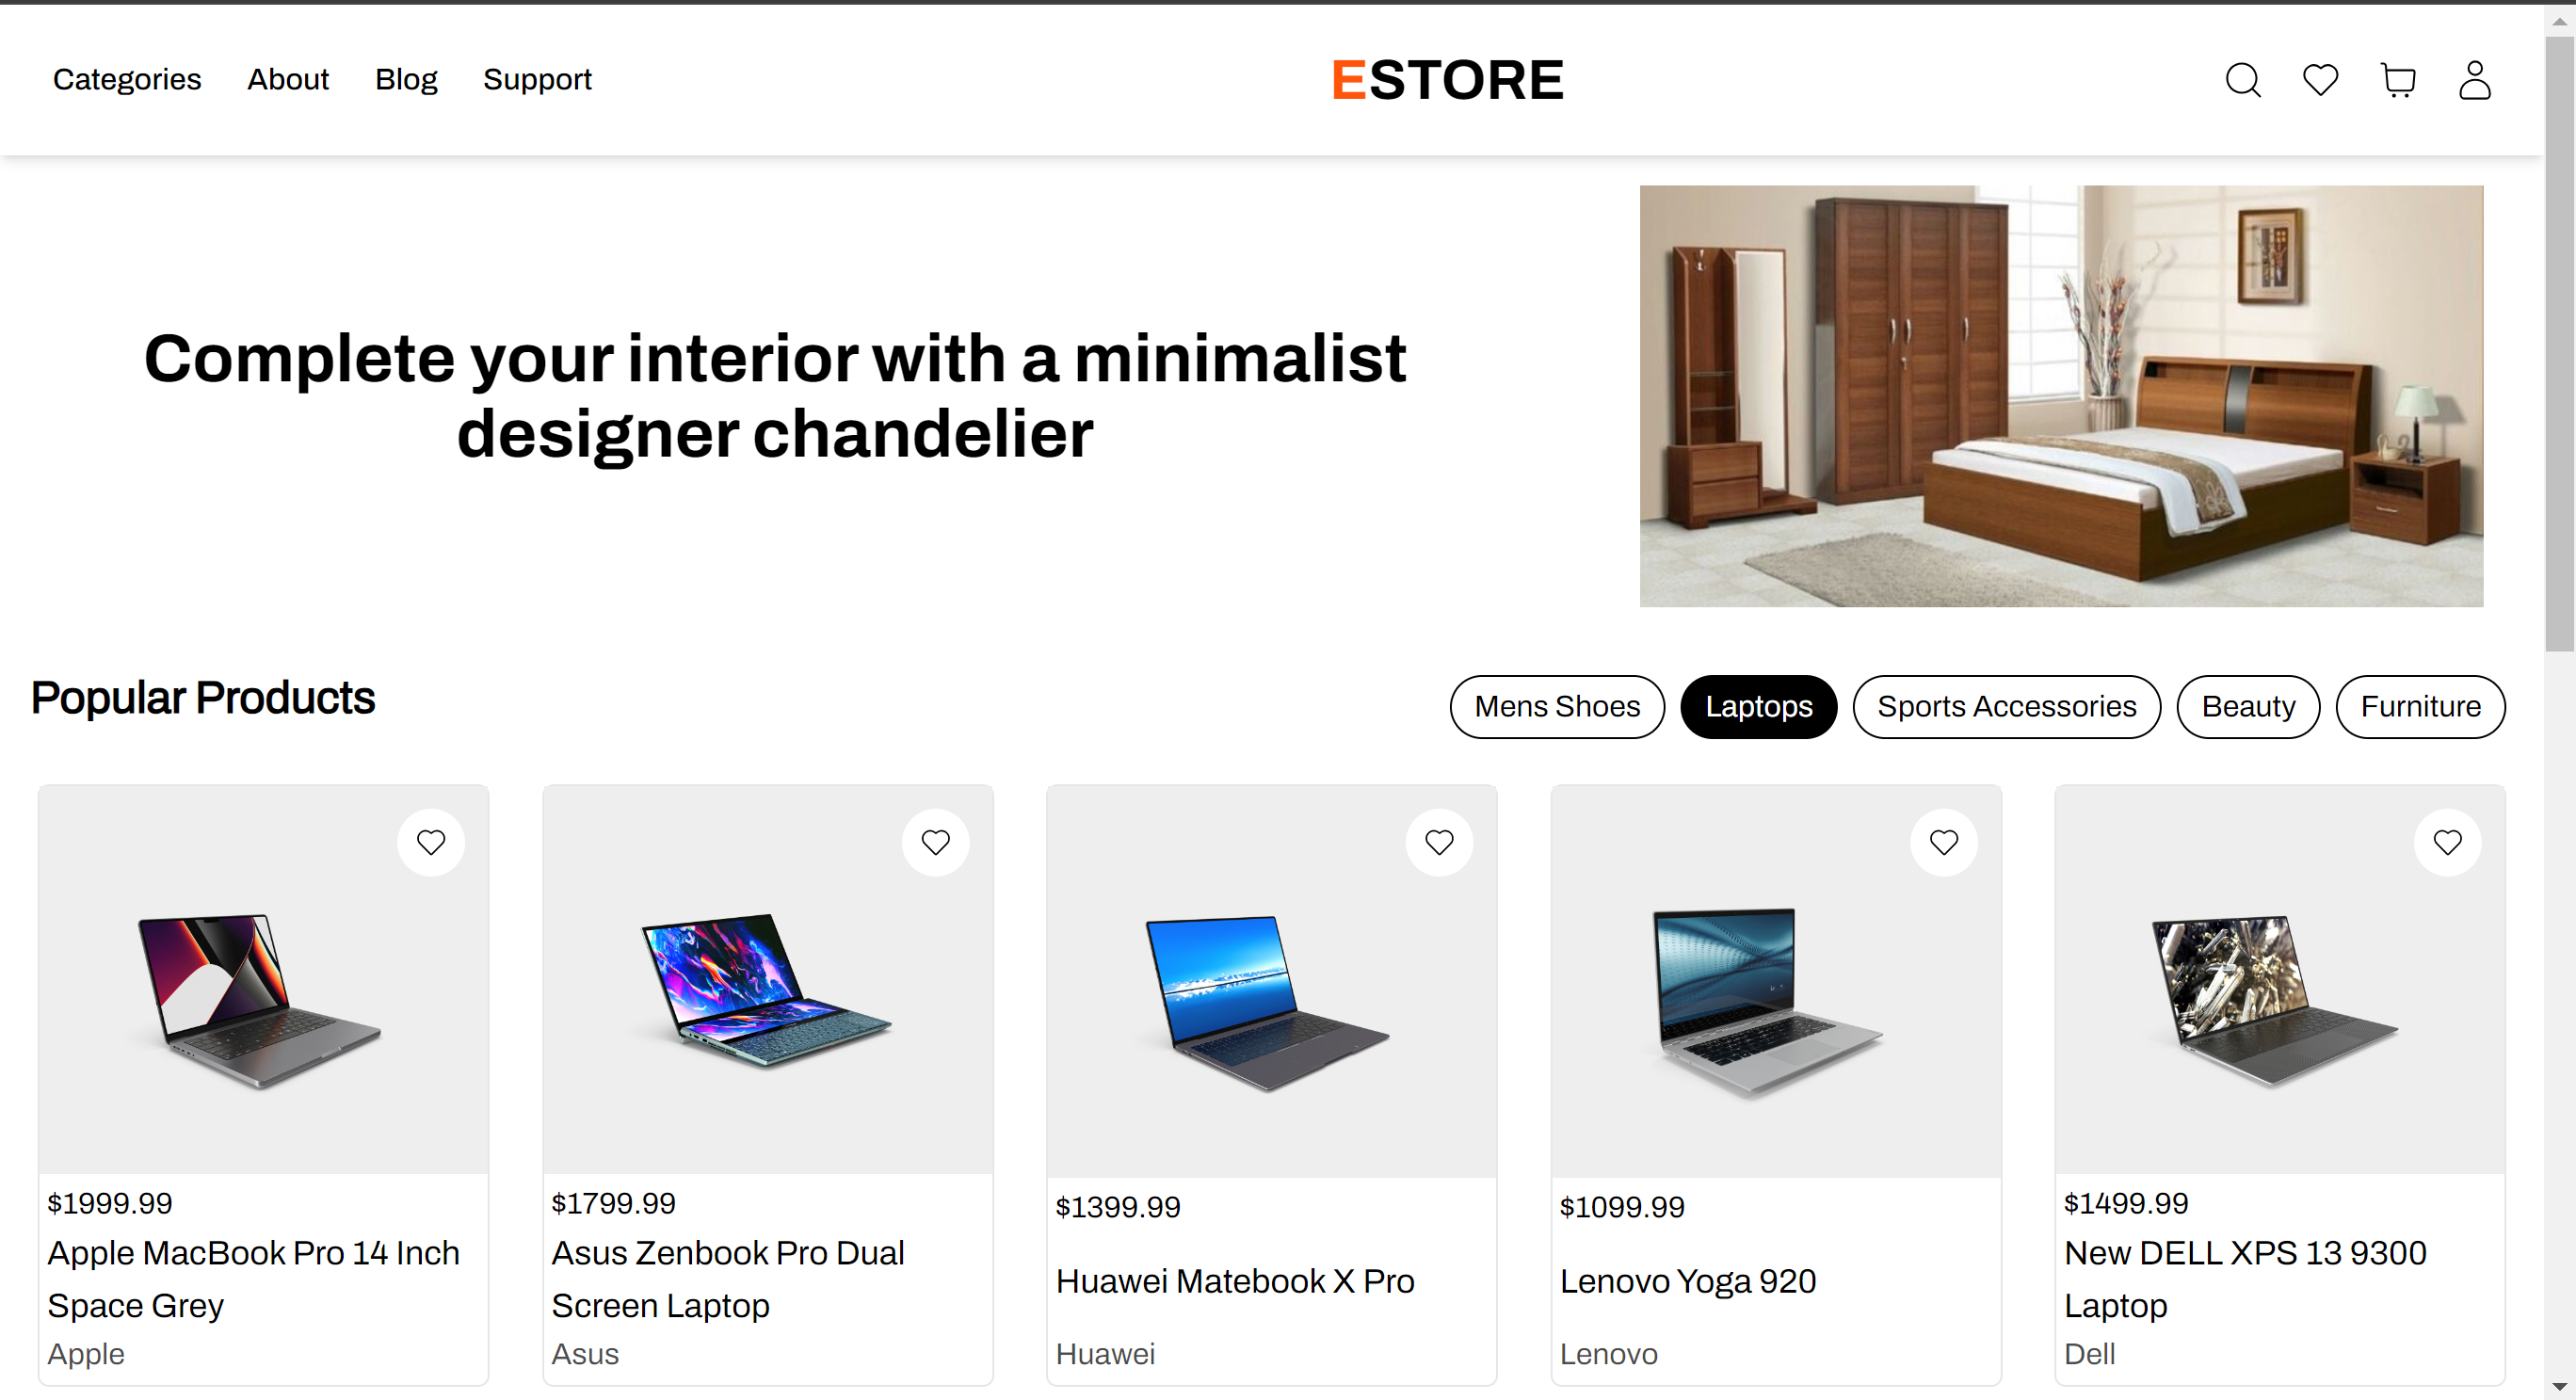 Categories About Blog Support ESTORE
Complete your interior with a minimalist
designer chandelier
Popular Products
Mens Shoes Laptops Sports Accessories Beauty Furniture
$1999.99
Apple MacBook Pro 14 Inch
Space Grey
Apple
$1799.99
Asus Zenbook Pro Dual
Screen Laptop
Asus
$1399.99
Huawei Matebook X Pro
Huawei
$1099.99
Lenovo Yoga 920
Lenovo
$1499.99
New DELL XPS 13 9300
Laptop
Dell